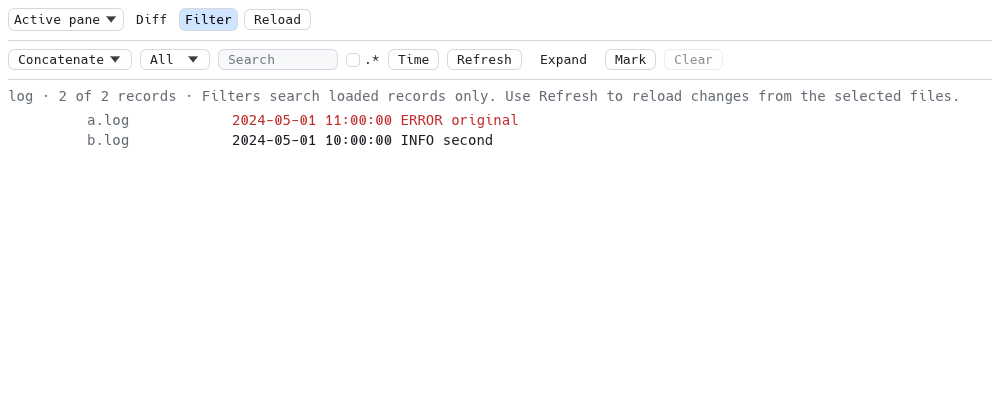 Active pane Diff Filter Reload
Concatenate All Search .* Time Refresh Expand Mark Clear
log · 2 of 2 records · Filters search loaded records only. Use Refresh to reload changes from the selected files.
a.log 2024-05-01 11:00:00 ERROR original
b.log 2024-05-01 10:00:00 INFO second